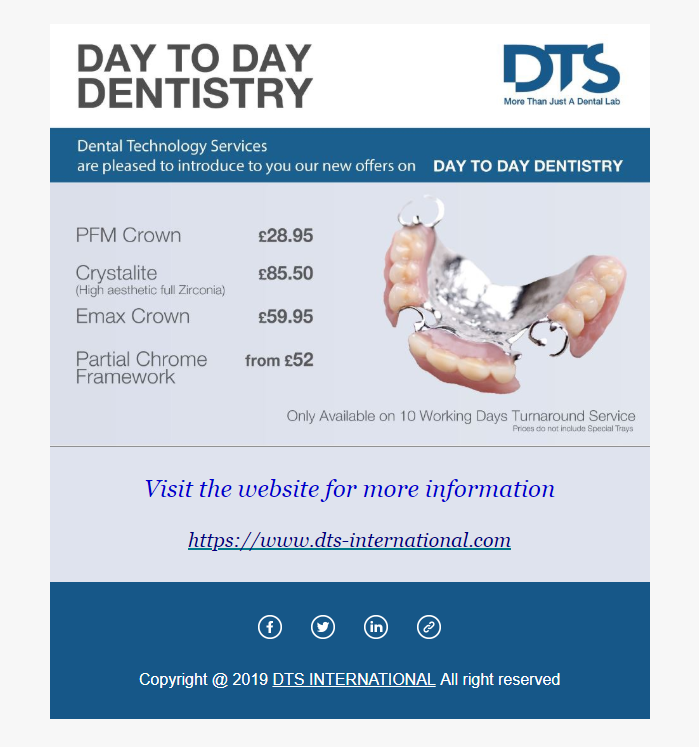 DAY TO DAY
DENTISTRY
DTS
More Than Just A Dental Lab
Dental Technology Services
are pleased to introduce to you our new offers on DAY TO DAY DENTISTRY
PFM Crown £28.95
Crystalite £85.50
(High aesthetic full Zirconia)
Emax Crown £59.95
Partial Chrome from £52
Framework
Only Available on 10 Working Days Turnaround Service
Prices do not include Special Trays
Visit the website for more information
https://www.dts-international.com
Copyright @ 2019 DTS INTERNATIONAL All right reserved